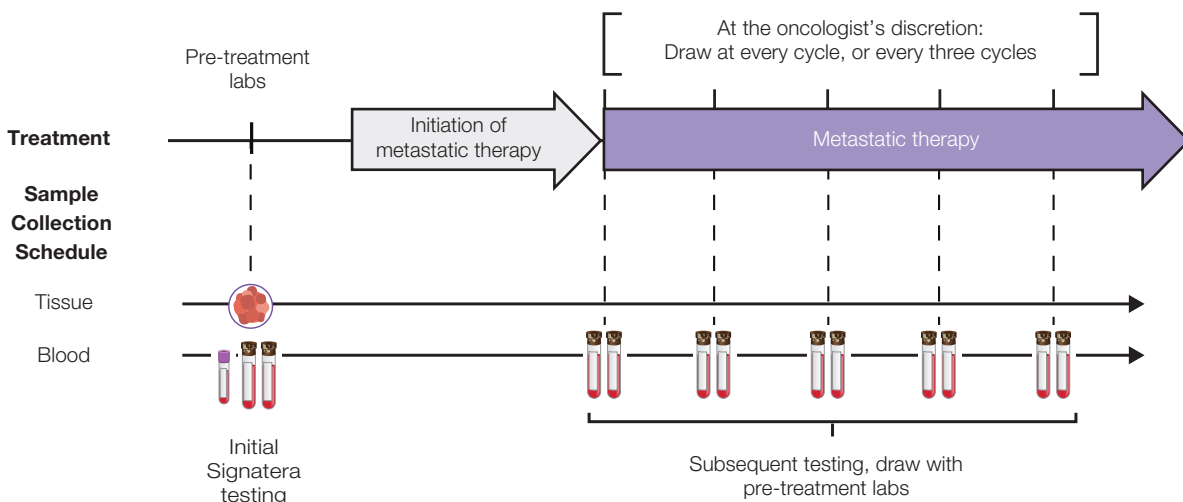 At the oncologist’s discretion:
Draw at every cycle, or every three cycles
Pre-treatment
labs
Treatment
Initiation of
metastatic therapy
Metastatic therapy
Sample
Collection
Schedule
Tissue
Blood
Initial
Signatera
testing
Subsequent testing, draw with
pre-treatment labs